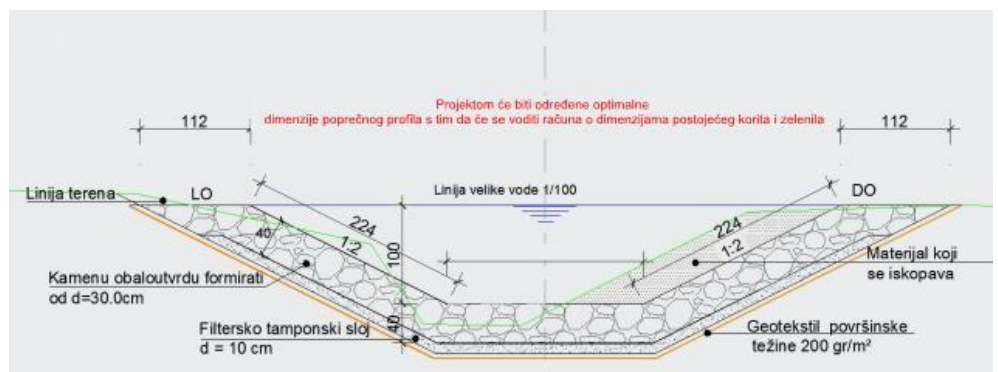 Projektom će biti određene optimalne
dimenzije poprečnog profila s tim da će se voditi računa o dimenzijama postojećeg korita i zelenila
112
112
Linija terena
LO
Linija velike vode 1/100
DO
224
1:2
40
100
224
1:2
Kamenu obaloutvrdu formirati
od d=30.0cm
Materijal koji
se iskopava
40
Filtersko tamponski sloj
d = 10 cm
Geotekstil površinske
težine 200 gr/m²